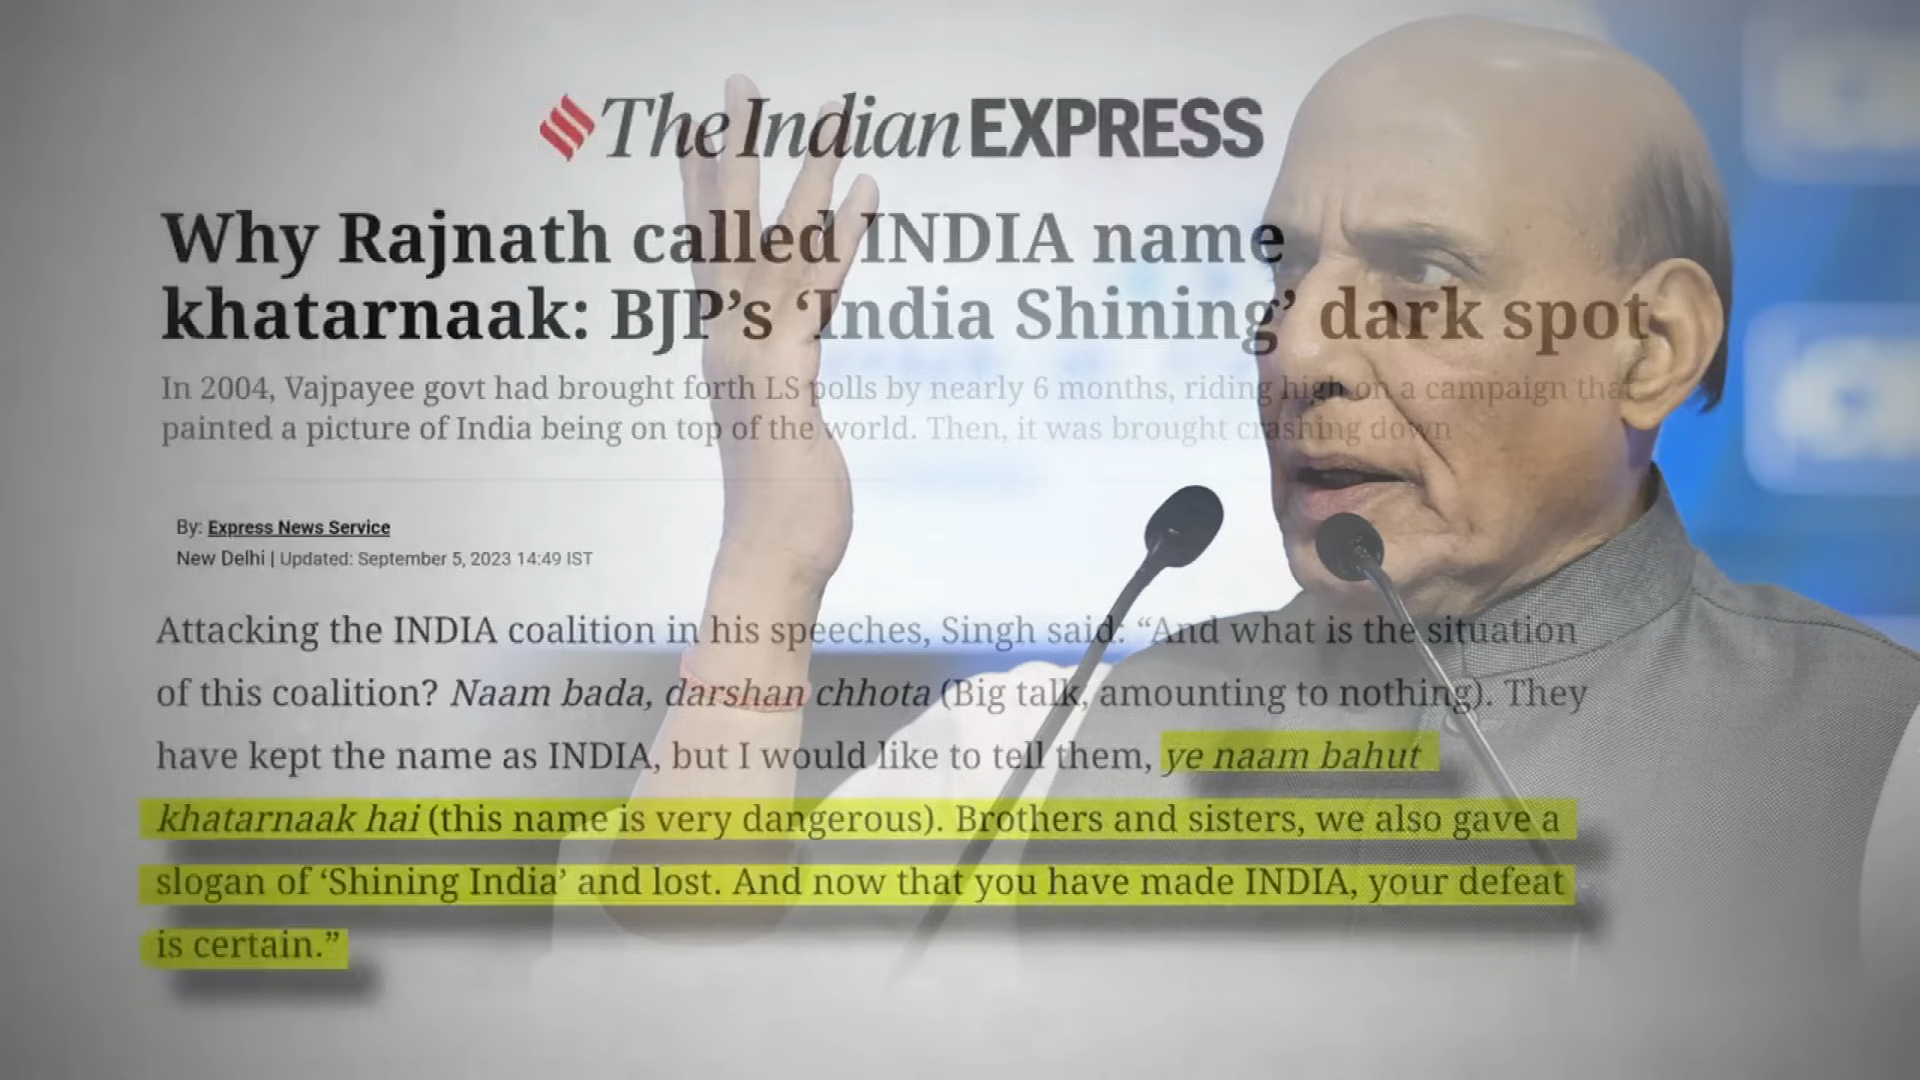 The Indian EXPRESS
Why Rajnath called INDIA name
khatarnaak: BJP’s ‘India Shining’ dark spot
In 2004, Vajpayee govt had brought forth LS polls by nearly 6 months, riding high on a campaign that
painted a picture of India being on top of the world. Then, it was brought crashing down
By: Express News Service
New Delhi | Updated: September 5, 2023 14:49 IST
Attacking the INDIA coalition in his speeches, Singh said: “And what is the situation
of this coalition? Naam bada, darshan chhota (Big talk, amounting to nothing). They
have kept the name as INDIA, but I would like to tell them, ye naam bahut
khatarnaak hai (this name is very dangerous). Brothers and sisters, we also gave a
slogan of ‘Shining India’ and lost. And now that you have made INDIA, your defeat
is certain.”